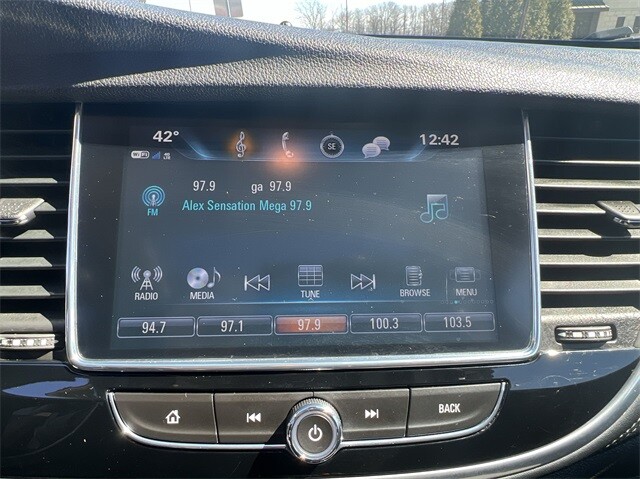 42° SE 12:42
WiFi
97.9 ga 97.9
Alex Sensation Mega 97.9
FM
RADIO MEDIA TUNE BROWSE MENU
94.7 97.1 97.9 100.3 103.5
BACK